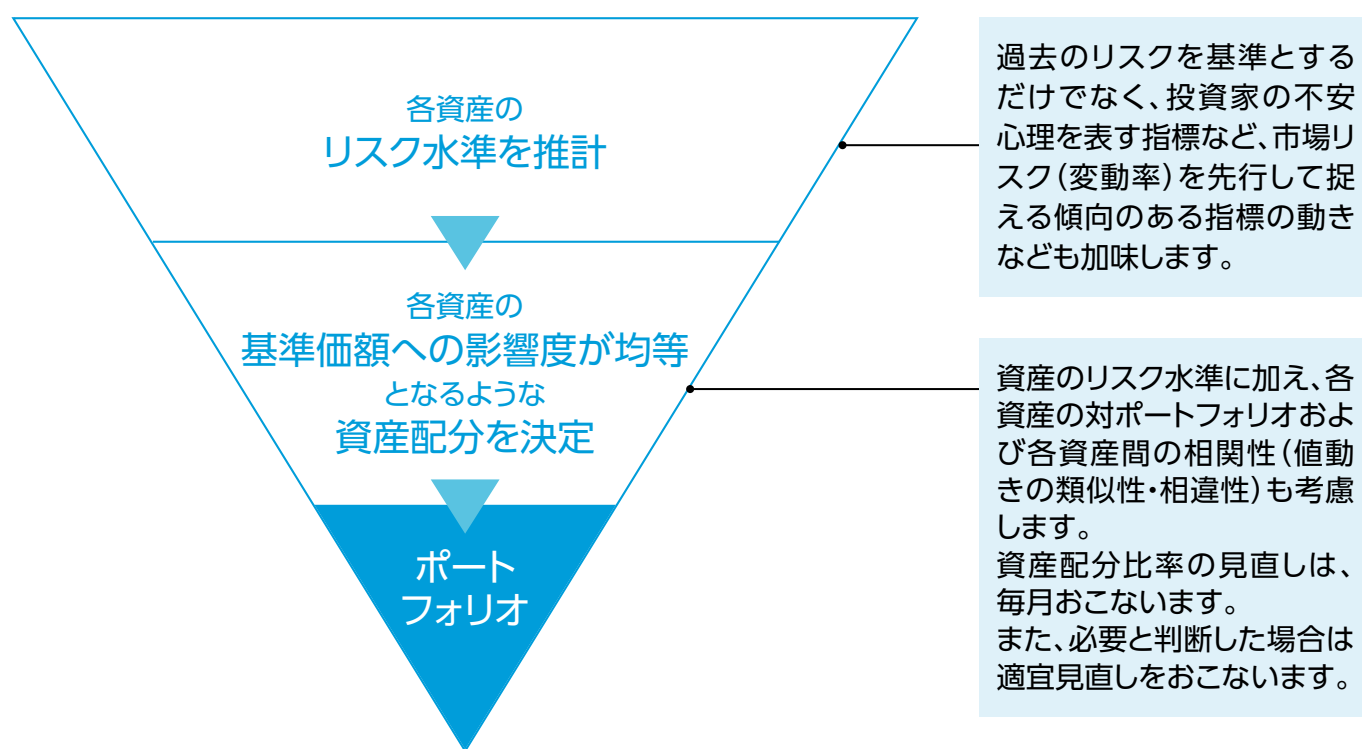 各資産の
リスク水準を推計
過去のリスクを基準とする
だけでなく、投資家の不安
心理を表す指標など、市場リ
スク（変動率）を先行して捉
える傾向のある指標の動き
なども加味します。
各資産の
基準価額への影響度が均等
となるような
資産配分を決定
資産のリスク水準に加え、各
資産の対ポートフォリオおよ
び各資産間の相関性（値動
きの類似性・相違性）も考慮
します。
資産配分比率の見直しは、
毎月おこないます。
また、必要と判断した場合は
適宜見直しをおこないます。
ポート
フォリオ